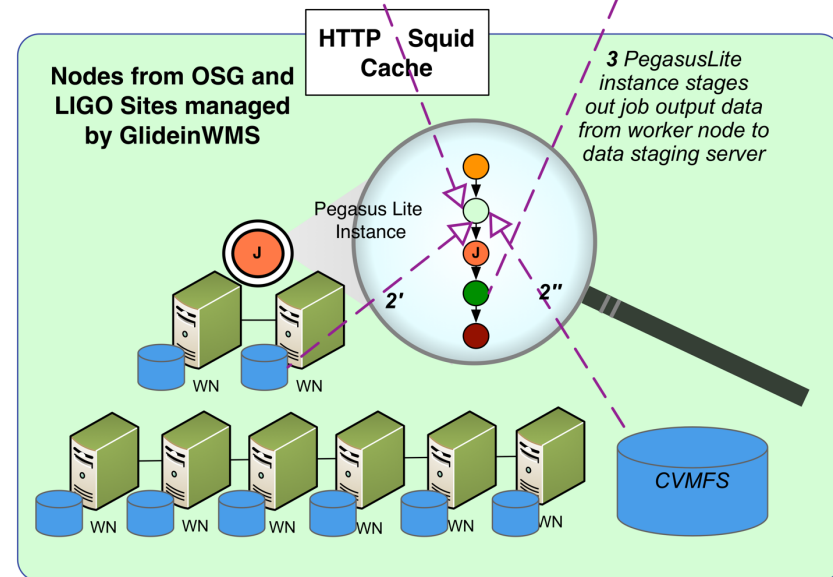 HTTP Squid
Cache
Nodes from OSG and
LIGO Sites managed
by GlideinWMS
3 PegasusLite
instance stages
out job output data
from worker node to
data staging server
Pegasus Lite
Instance
J
J
2'
2''
WN
WN
CVMFS
WN
WN
WN
WN
WN
WN